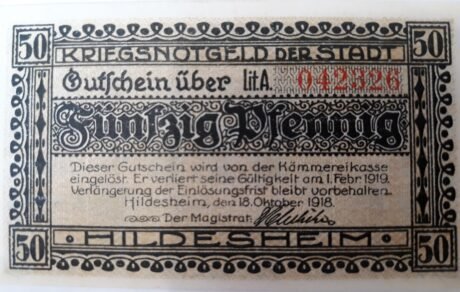 50 KRIEGSNOTGELD DER STADT 50
Gutschein über lit.A. 042326
Fünfzig Pfennig
Dieser Gutschein wird von der Kämmereikasse
eingelöst. Er verliert seine Gültigkeit am 1. Febr. 1919.
Verlängerung der Einlösungsfrist bleibt vorbehalten.
Hildesheim, den 18. Oktober 1918.
Der Magistrat:
50 HILDESHEIM 50